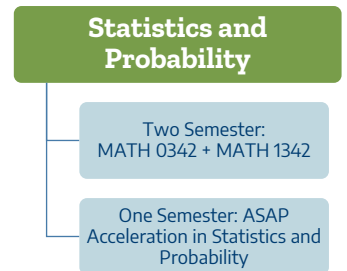 Statistics and
Probability
Two Semester:
MATH 0342 + MATH 1342
One Semester: ASAP
Acceleration in Statistics and
Probability